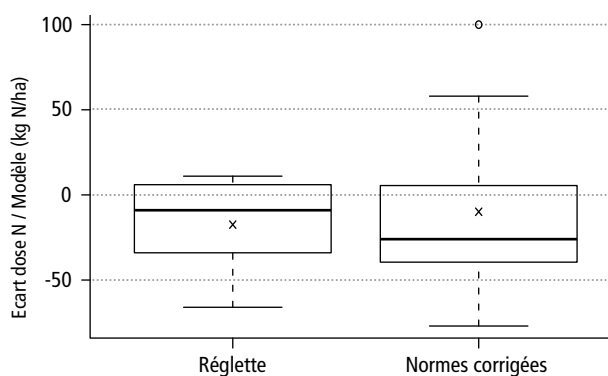 Ecart dose N / Modèle (kg N/ha)
100
50
0
-50
Réglette
Normes corrigées